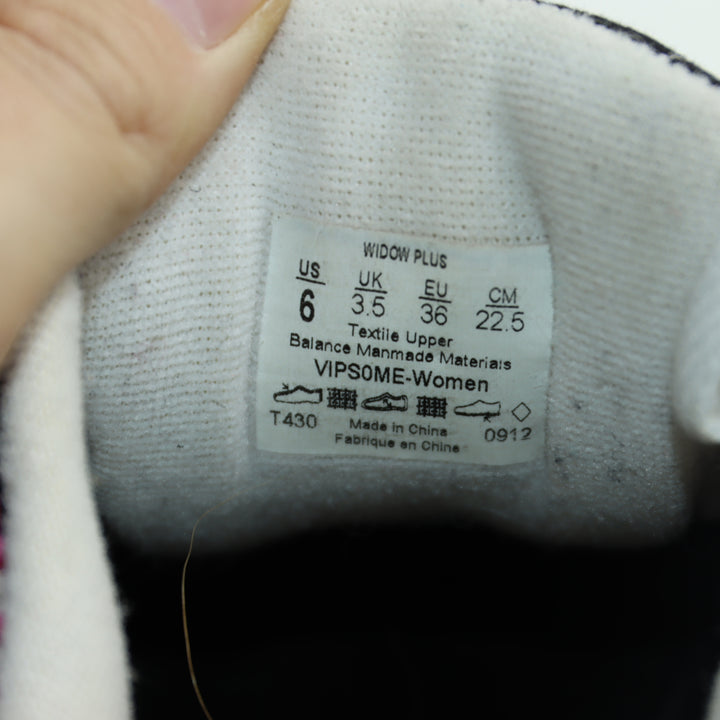 WIDOW PLUS
US UK EU CM
6 3.5 36 22.5
Textile Upper
Balance Manmade Materials
VIPS0ME-Women
T430 Made in China 0912
Fabrique en Chine